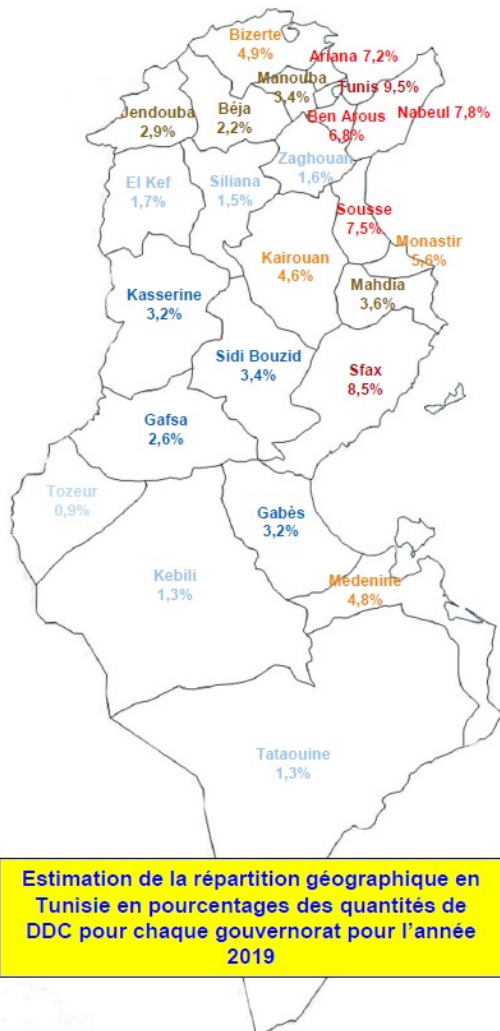 Bizerte
4,9%
Ariana 7,2%
Manouba
3,4%
Tunis 9,5%
Jendouba
2,9%
Béja
2,2%
Ben Arous
6,8%
Nabeul 7,8%
Zaghouan
1,6%
El Kef
1,7%
Siliana
1,5%
Sousse
7,5%
Monastir
5,6%
Kairouan
4,6%
Mahdia
3,6%
Kasserine
3,2%
Sidi Bouzid
3,4%
Sfax
8,5%
Gafsa
2,6%
Tozeur
0,9%
Gabès
3,2%
Kebili
1,3%
Médenine
4,8%
Tataouine
1,3%
Estimation de la répartition géographique en
Tunisie en pourcentages des quantités de
DDC pour chaque gouvernorat pour l’année
2019